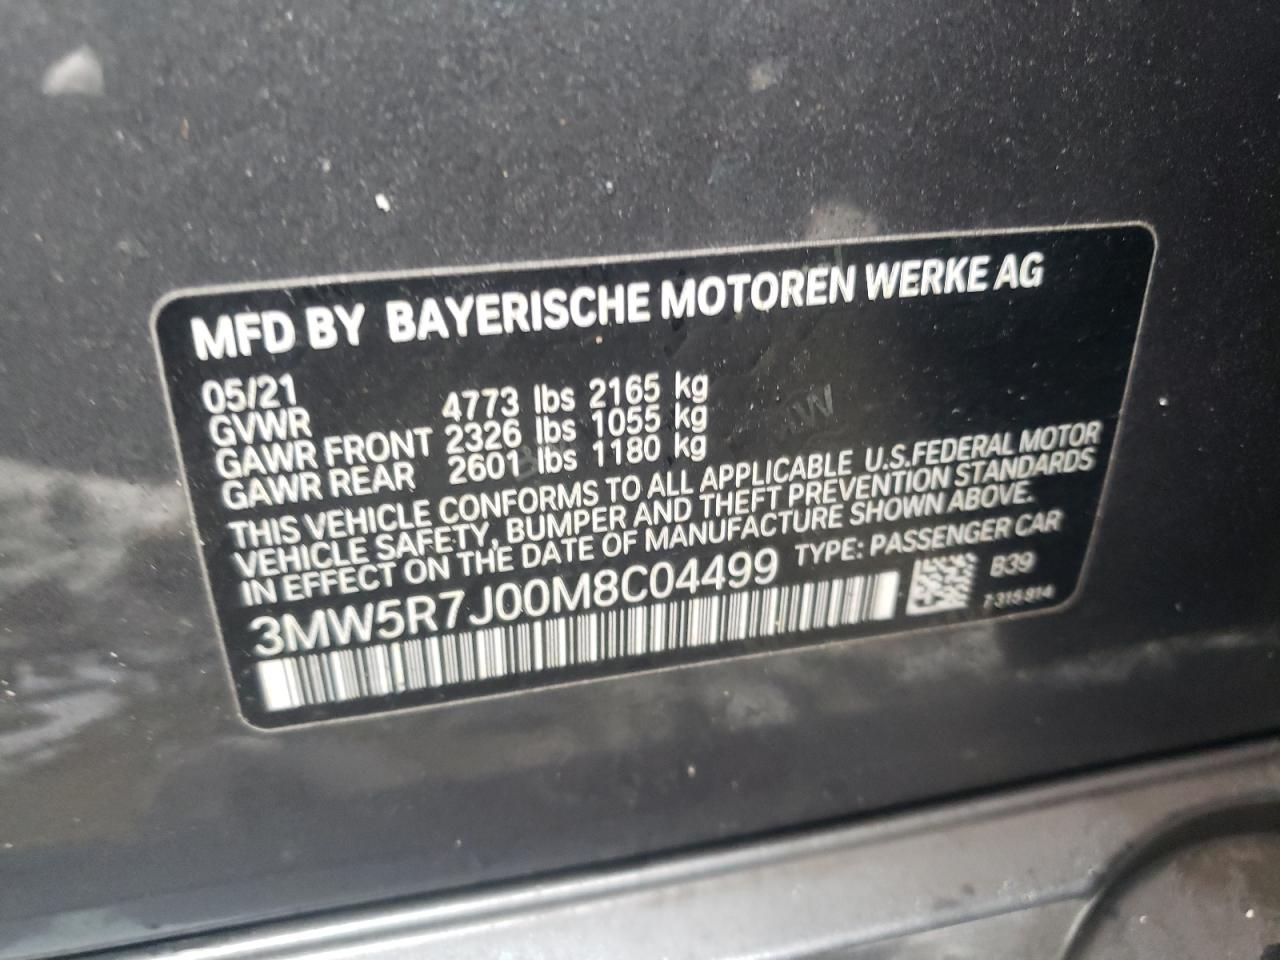 MFD BY BAYERISCHE MOTOREN WERKE AG
05/21
GVWR 4773 lbs 2165 kg
GAWR FRONT 2326 lbs 1055 kg
GAWR REAR 2601 lbs 1180 kg
THIS VEHICLE CONFORMS TO ALL APPLICABLE U.S.FEDERAL MOTOR
VEHICLE SAFETY, BUMPER AND THEFT PREVENTION STANDARDS
IN EFFECT ON THE DATE OF MANUFACTURE SHOWN ABOVE.
3MW5R7J00M8C04499 TYPE: PASSENGER CAR
B39